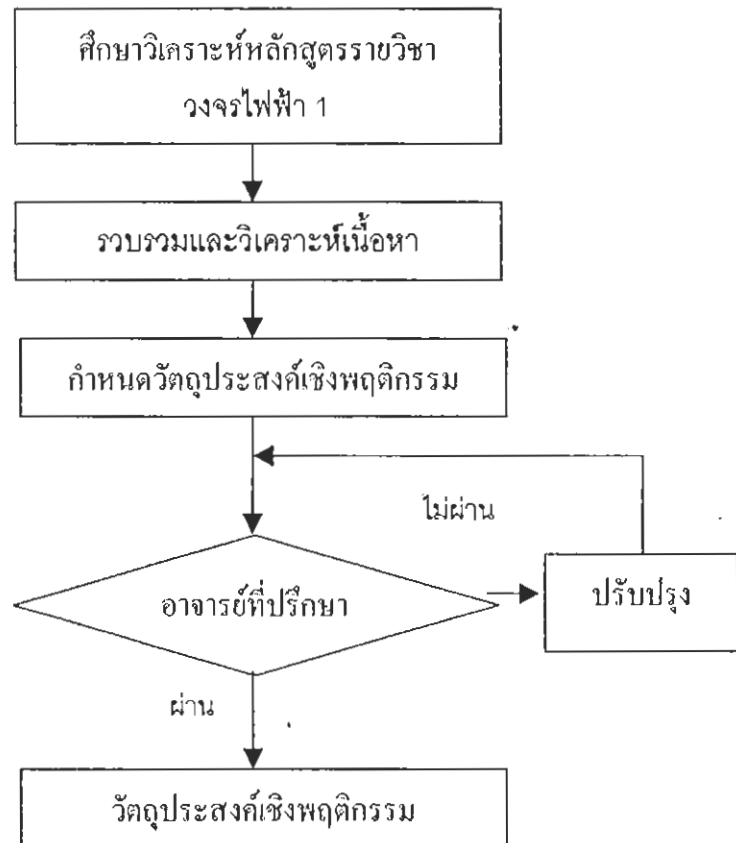 ศึกษาวิเคราะห์หลักสูตรรายวิชา
วงจรไฟฟ้า 1
รวบรวมและวิเคราะห์เนื้อหา
กำหนดวัตถุประสงค์เชิงพฤติกรรม
ไม่ผ่าน
อาจารย์ที่ปรึกษา
ปรับปรุง
ผ่าน
วัตถุประสงค์เชิงพฤติกรรม